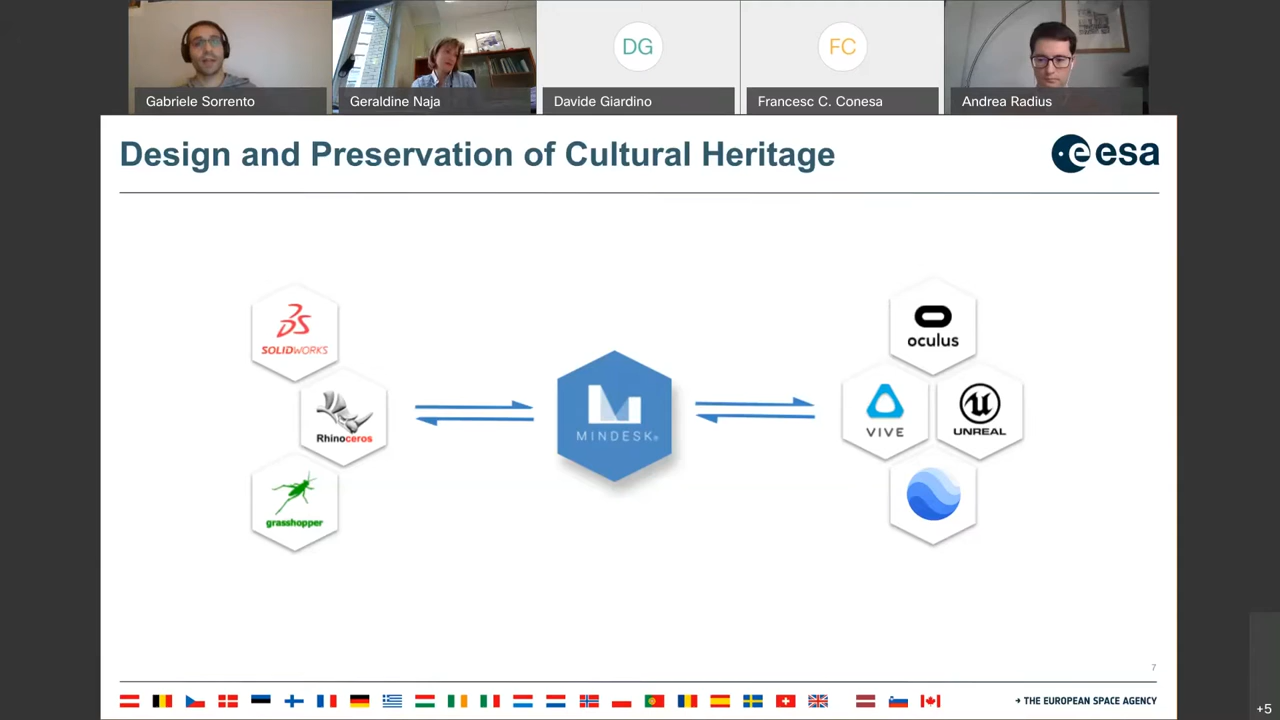 DG
FC
Gabriele Sorrento
Geraldine Naja
Davide Giardino
Francesc C. Conesa
Andrea Radius
Design and Preservation of Cultural Heritage
esa
SOLIDWORKS
Rhinoceros
grasshopper
MINDESK®
oculus
VIVE
UNREAL
7
→ THE EUROPEAN SPACE AGENCY
+5